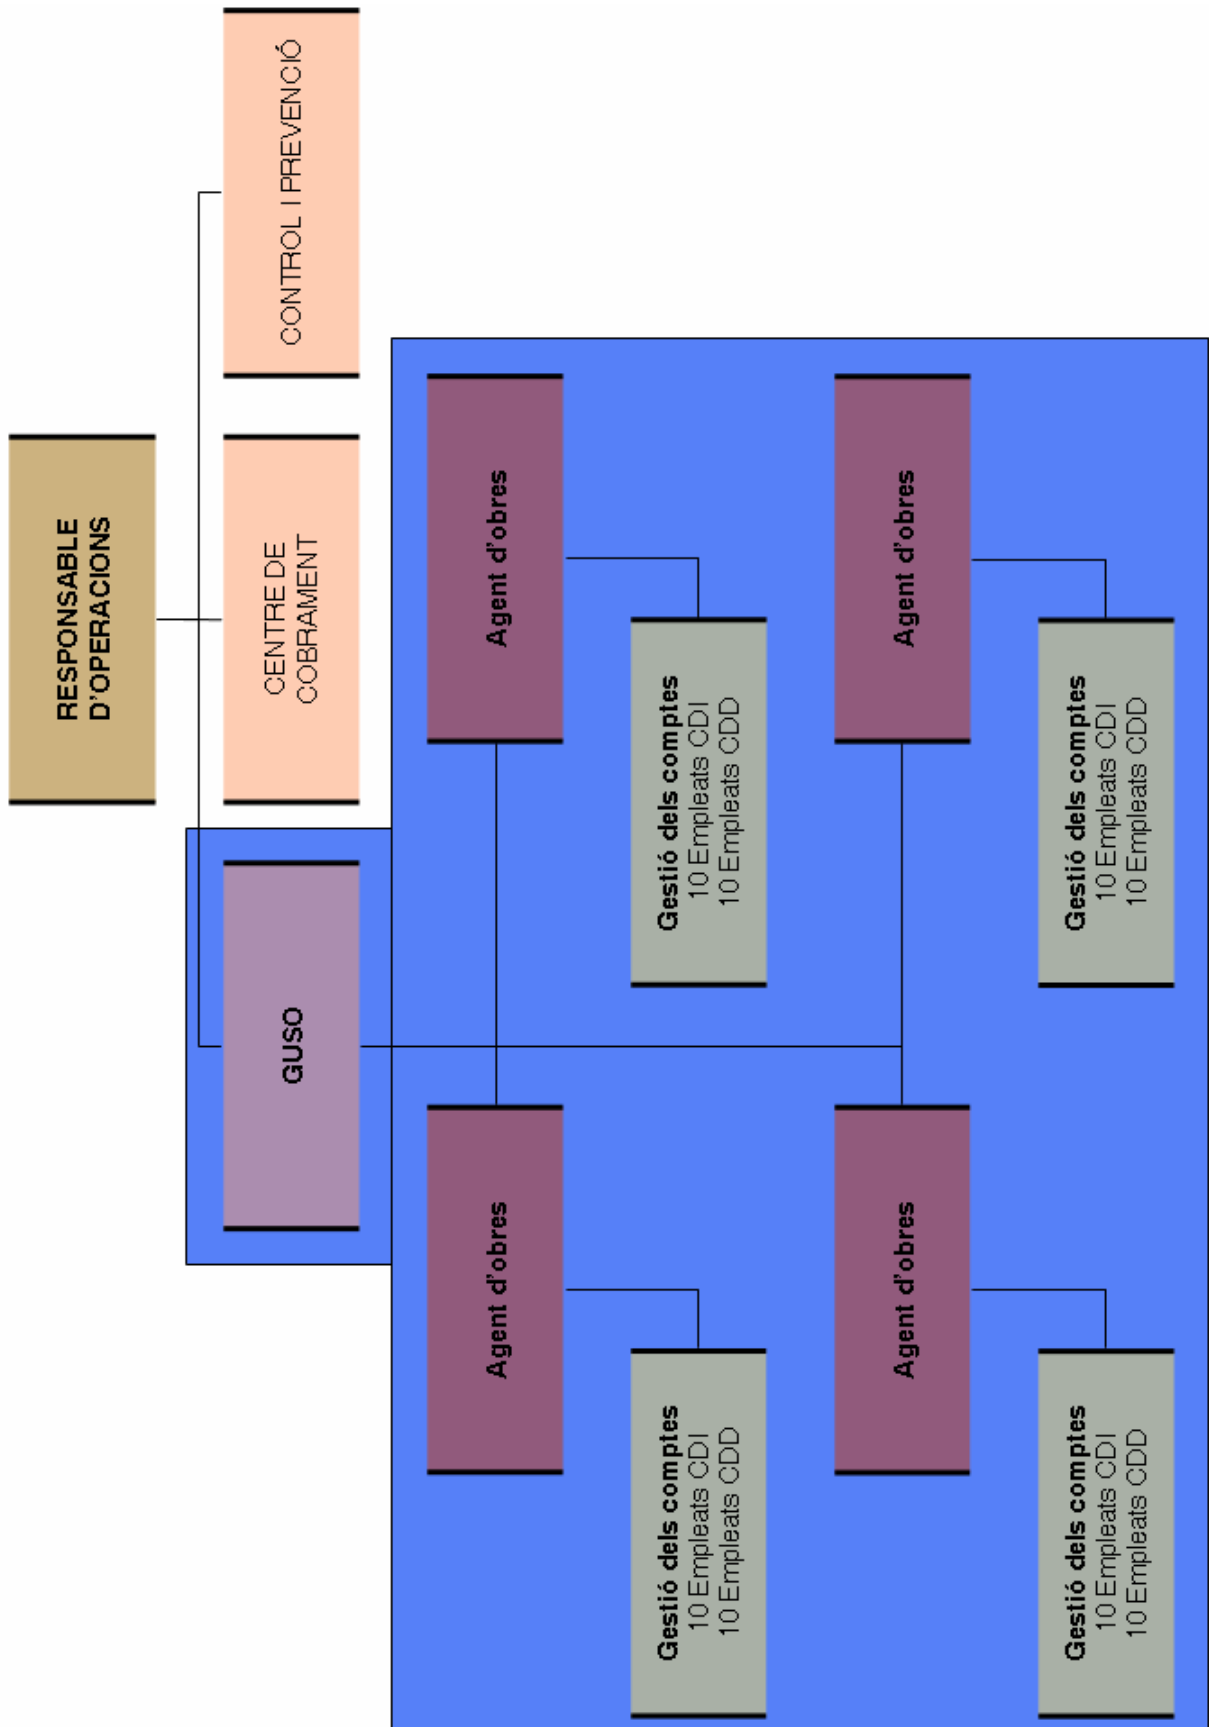 RESPONSABLE
D'OPERACIONS
GUSO
CENTRE DE
COBRAMENT
CONTROL I PREVENCIÓ
Agent d'obres
Agent d'obres
Gestió dels comptes
10 Empleats CDI
10 Empleats CDD
Gestió dels comptes
10 Empleats CDI
10 Empleats CDD
Agent d'obres
Agent d'obres
Gestió dels comptes
10 Empleats CDI
10 Empleats CDD
Gestió dels comptes
10 Empleats CDI
10 Empleats CDD